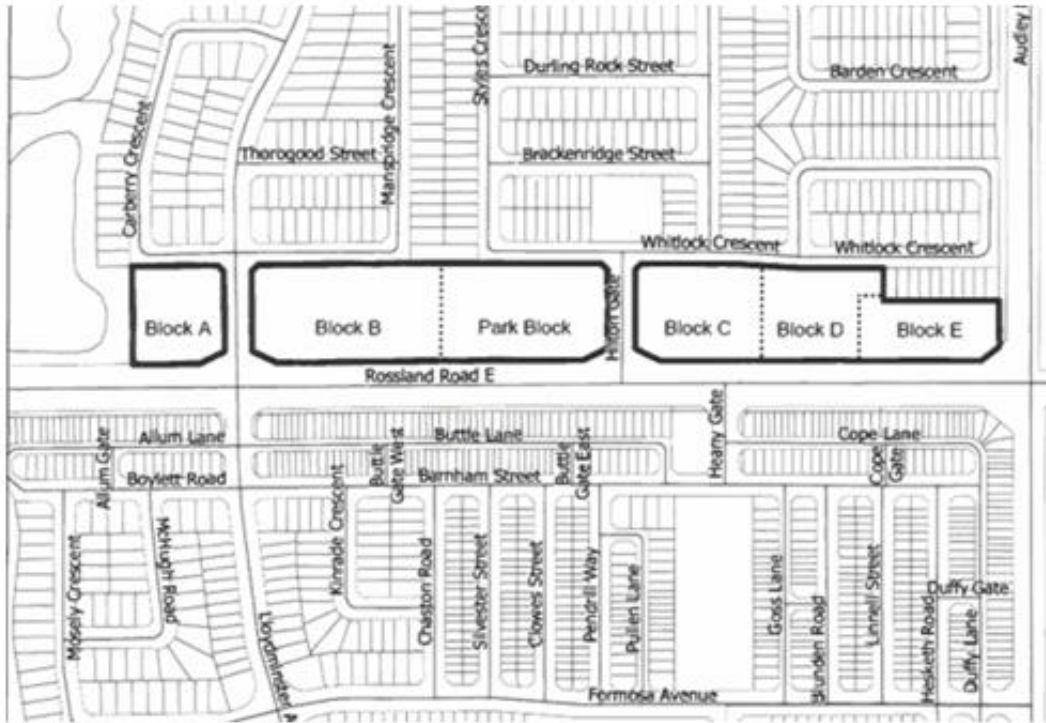 Durling Rock Street
Barden Crescent
Audley
Styles Cresce
Mansbridge Crescent
Carberry Crescent
Thorogood Street
Brackenridge Street
Whitlock Crescent
Whitlock Crescent
Block A
Block B
Park Block
Hilton Gate
Block C
Block D
Block E
Rossland Road E
Allum Lane
Buttle Lane
Cope Lane
Allum Gate
Boylett Road
Buttle
Gate West
Barnham Street
Buttle
Gate East
Heany Gate
Cope
Gate
Mosely Crescent
McHugh Road
Lloydminster A
Kinrade Crescent
Chaston Road
Silvester Street
Clowes Street
Pendrill Way
Pullen Lane
Goss Lane
Blunden Road
Linnell Street
Hesketh Road
Duffy Gate
Duffy Lane
Formosa Avenue